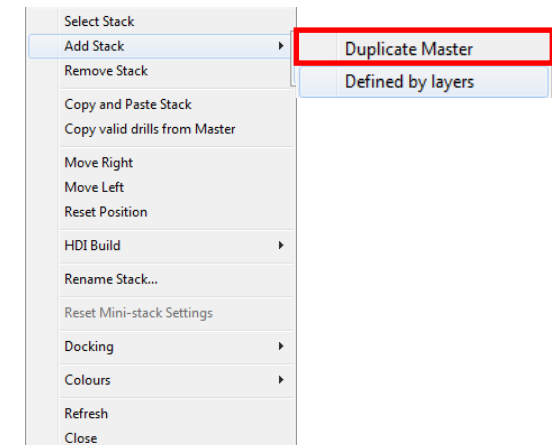 Select Stack
Add Stack
Duplicate Master
Defined by layers
Remove Stack
Copy and Paste Stack
Copy valid drills from Master
Move Right
Move Left
Reset Position
HDI Build
Rename Stack...
Reset Mini-stack Settings
Docking
Colours
Refresh
Close